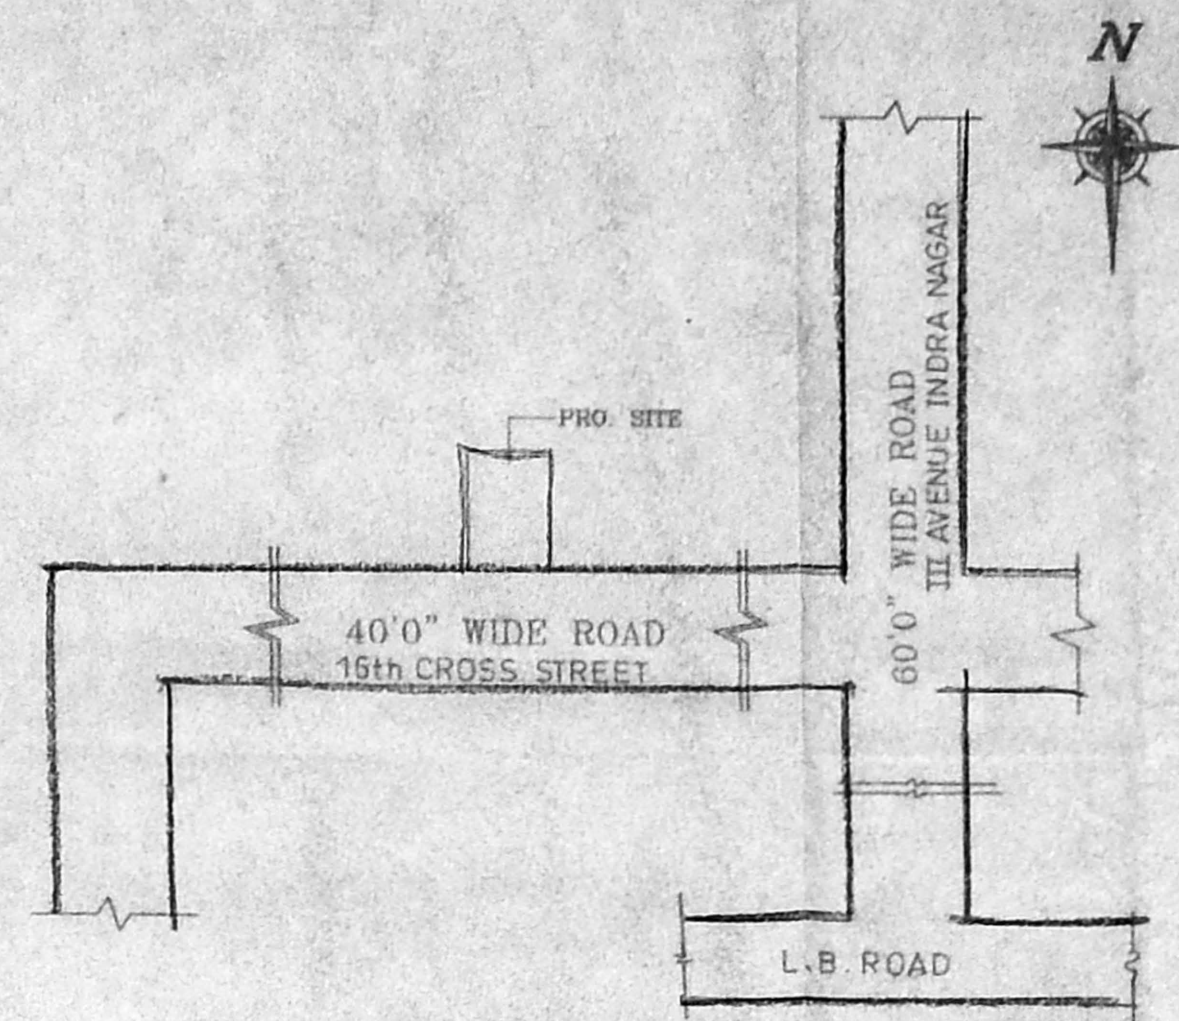 N
PRO. SITE
60'0" WIDE ROAD
III AVENUE INDRA NAGAR
40'0" WIDE ROAD
16th CROSS STREET
L.B. ROAD